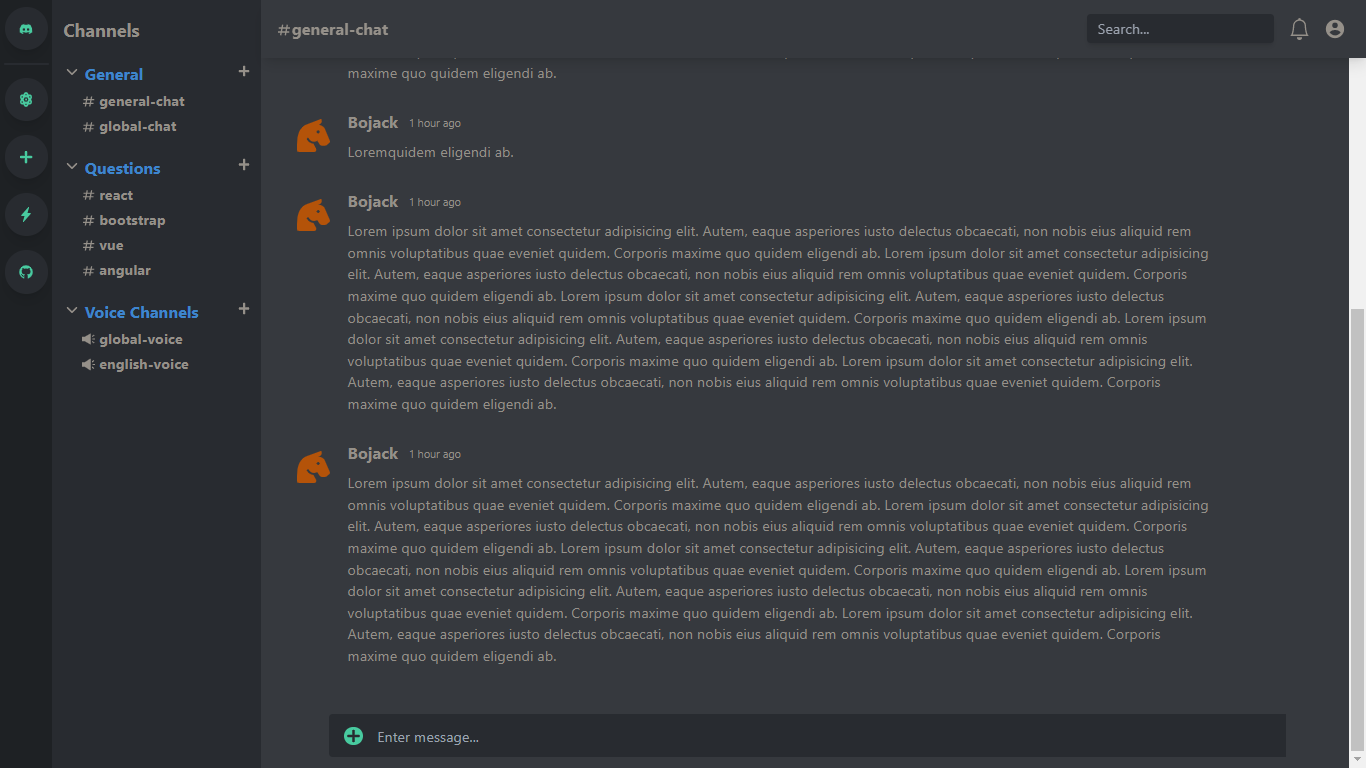 Channels
General
# general-chat
# global-chat
Questions
# react
# bootstrap
# vue
# angular
Voice Channels
global-voice
english-voice
#general-chat
Search...
maxime quo quidem eligendi ab.
Bojack 1 hour ago
Loremquidem eligendi ab.
Bojack 1 hour ago
Lorem ipsum dolor sit amet consectetur adipisicing elit. Autem, eaque asperiores iusto delectus obcaecati, non nobis eius aliquid rem
omnis voluptatibus quae eveniet quidem. Corporis maxime quo quidem eligendi ab. Lorem ipsum dolor sit amet consectetur adipisicing
elit. Autem, eaque asperiores iusto delectus obcaecati, non nobis eius aliquid rem omnis voluptatibus quae eveniet quidem. Corporis
maxime quo quidem eligendi ab. Lorem ipsum dolor sit amet consectetur adipisicing elit. Autem, eaque asperiores iusto delectus
obcaecati, non nobis eius aliquid rem omnis voluptatibus quae eveniet quidem. Corporis maxime quo quidem eligendi ab. Lorem ipsum
dolor sit amet consectetur adipisicing elit. Autem, eaque asperiores iusto delectus obcaecati, non nobis eius aliquid rem omnis
voluptatibus quae eveniet quidem. Corporis maxime quo quidem eligendi ab. Lorem ipsum dolor sit amet consectetur adipisicing elit.
Autem, eaque asperiores iusto delectus obcaecati, non nobis eius aliquid rem omnis voluptatibus quae eveniet quidem. Corporis
maxime quo quidem eligendi ab.
Bojack 1 hour ago
Lorem ipsum dolor sit amet consectetur adipisicing elit. Autem, eaque asperiores iusto delectus obcaecati, non nobis eius aliquid rem
omnis voluptatibus quae eveniet quidem. Corporis maxime quo quidem eligendi ab. Lorem ipsum dolor sit amet consectetur adipisicing
elit. Autem, eaque asperiores iusto delectus obcaecati, non nobis eius aliquid rem omnis voluptatibus quae eveniet quidem. Corporis
maxime quo quidem eligendi ab. Lorem ipsum dolor sit amet consectetur adipisicing elit. Autem, eaque asperiores iusto delectus
obcaecati, non nobis eius aliquid rem omnis voluptatibus quae eveniet quidem. Corporis maxime quo quidem eligendi ab. Lorem ipsum
dolor sit amet consectetur adipisicing elit. Autem, eaque asperiores iusto delectus obcaecati, non nobis eius aliquid rem omnis
voluptatibus quae eveniet quidem. Corporis maxime quo quidem eligendi ab. Lorem ipsum dolor sit amet consectetur adipisicing elit.
Autem, eaque asperiores iusto delectus obcaecati, non nobis eius aliquid rem omnis voluptatibus quae eveniet quidem. Corporis
maxime quo quidem eligendi ab.
Enter message...